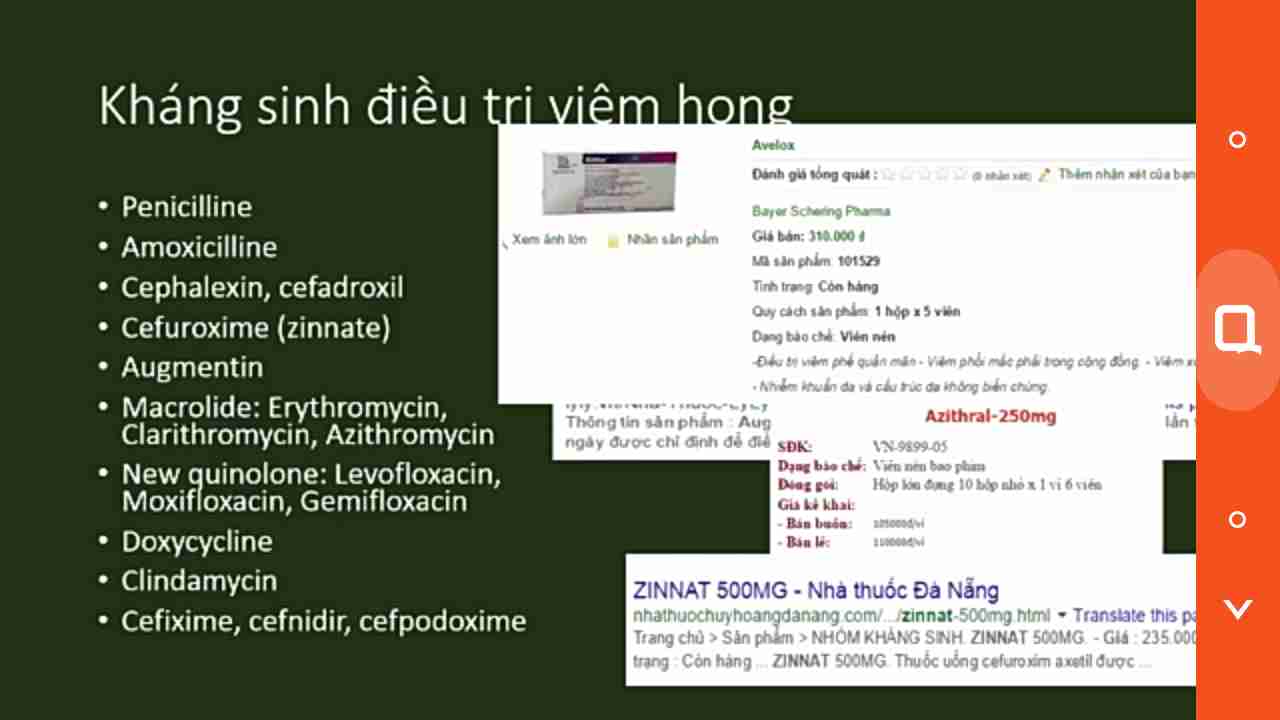 Kháng sinh điều trị viêm họng
• Penicilline
• Amoxicilline
• Cephalexin, cefadroxil
• Cefuroxime (zinnate)
• Augmentin
• Macrolide: Erythromycin,
Clarithromycin, Azithromycin
• New quinolone: Levofloxacin,
Moxifloxacin, Gemifloxacin
• Doxycycline
• Clindamycin
• Cefixime, cefnidir, cefpodoxime
Xem ảnh lớn
Nhãn sản phẩm
Avelox
Đánh giá tổng quát :
(0 nhận xét)
Thêm nhận xét của bạn
Bayer Schering Pharma
Giá bán: 310.000 đ
Mã sản phẩm: 101529
Tình trạng: Còn hàng
Quy cách sản phẩm: 1 hộp x 5 viên
Dạng bào chế: Viên nén
-Điều trị viêm phế quản mãn - Viêm phổi mắc phải trong cộng đồng. - Viêm
- Nhiễm khuẩn da và cấu trúc da không biến chứng.
Thông tin sản phẩm : Aug
ngày được chỉ định để điề
lần
Azithral-250mg
SĐK: VN-9899-05
Dạng bào chế: Viên nén bao phim
Đóng gói: Hộp lớn đựng 10 hộp nhỏ x 1 vỉ 6 viên
Giá kê khai:
- Bán buôn: 105000đ/vỉ
- Bán lẻ: 110000đ/vỉ
ZINNAT 500MG - Nhà thuốc Đà Nẵng
nhathuochuyhoangdanang.com/.../zinnat-500mg.html Translate this pa
Trang chủ > Sản phẩm > NHÓM KHÁNG SINH. ZINNAT 500MG. - Giá : 235.000
trạng : Còn hàng ... ZINNAT 500MG. Thuốc uống cefuroxim axetil được ...